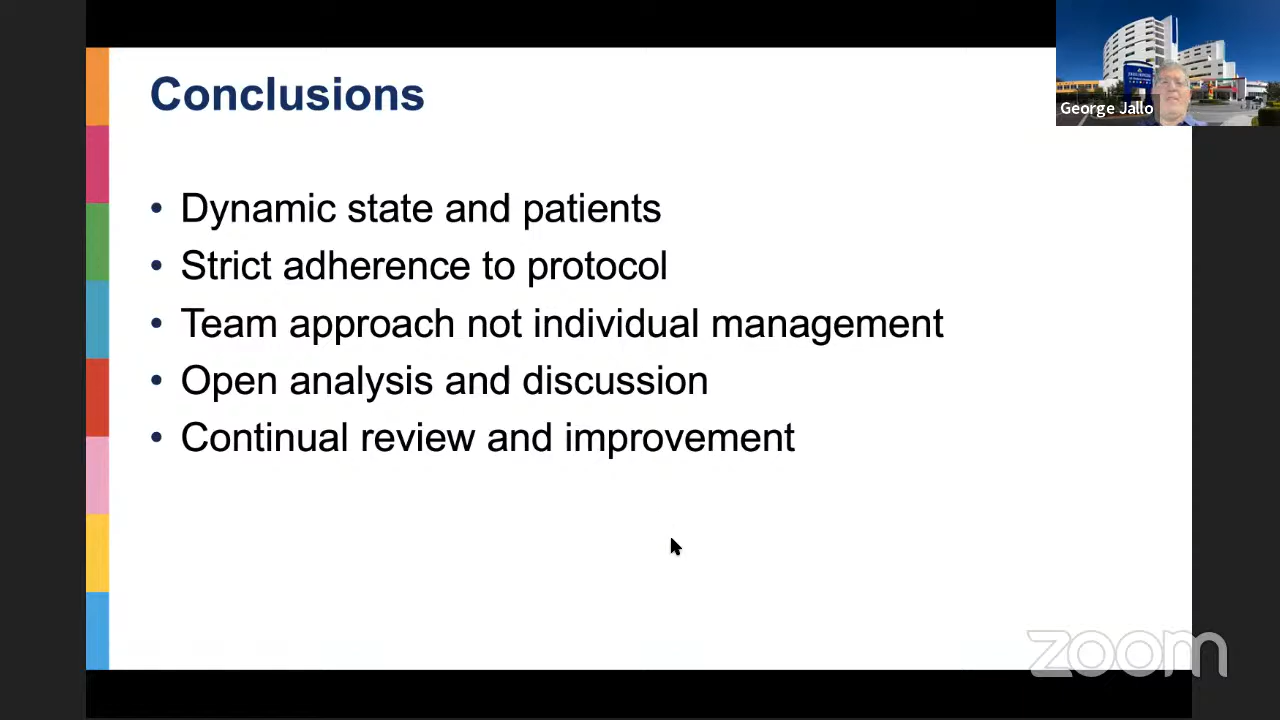 Conclusions
George Jallo
• Dynamic state and patients
• Strict adherence to protocol
• Team approach not individual management
• Open analysis and discussion
• Continual review and improvement
zoom